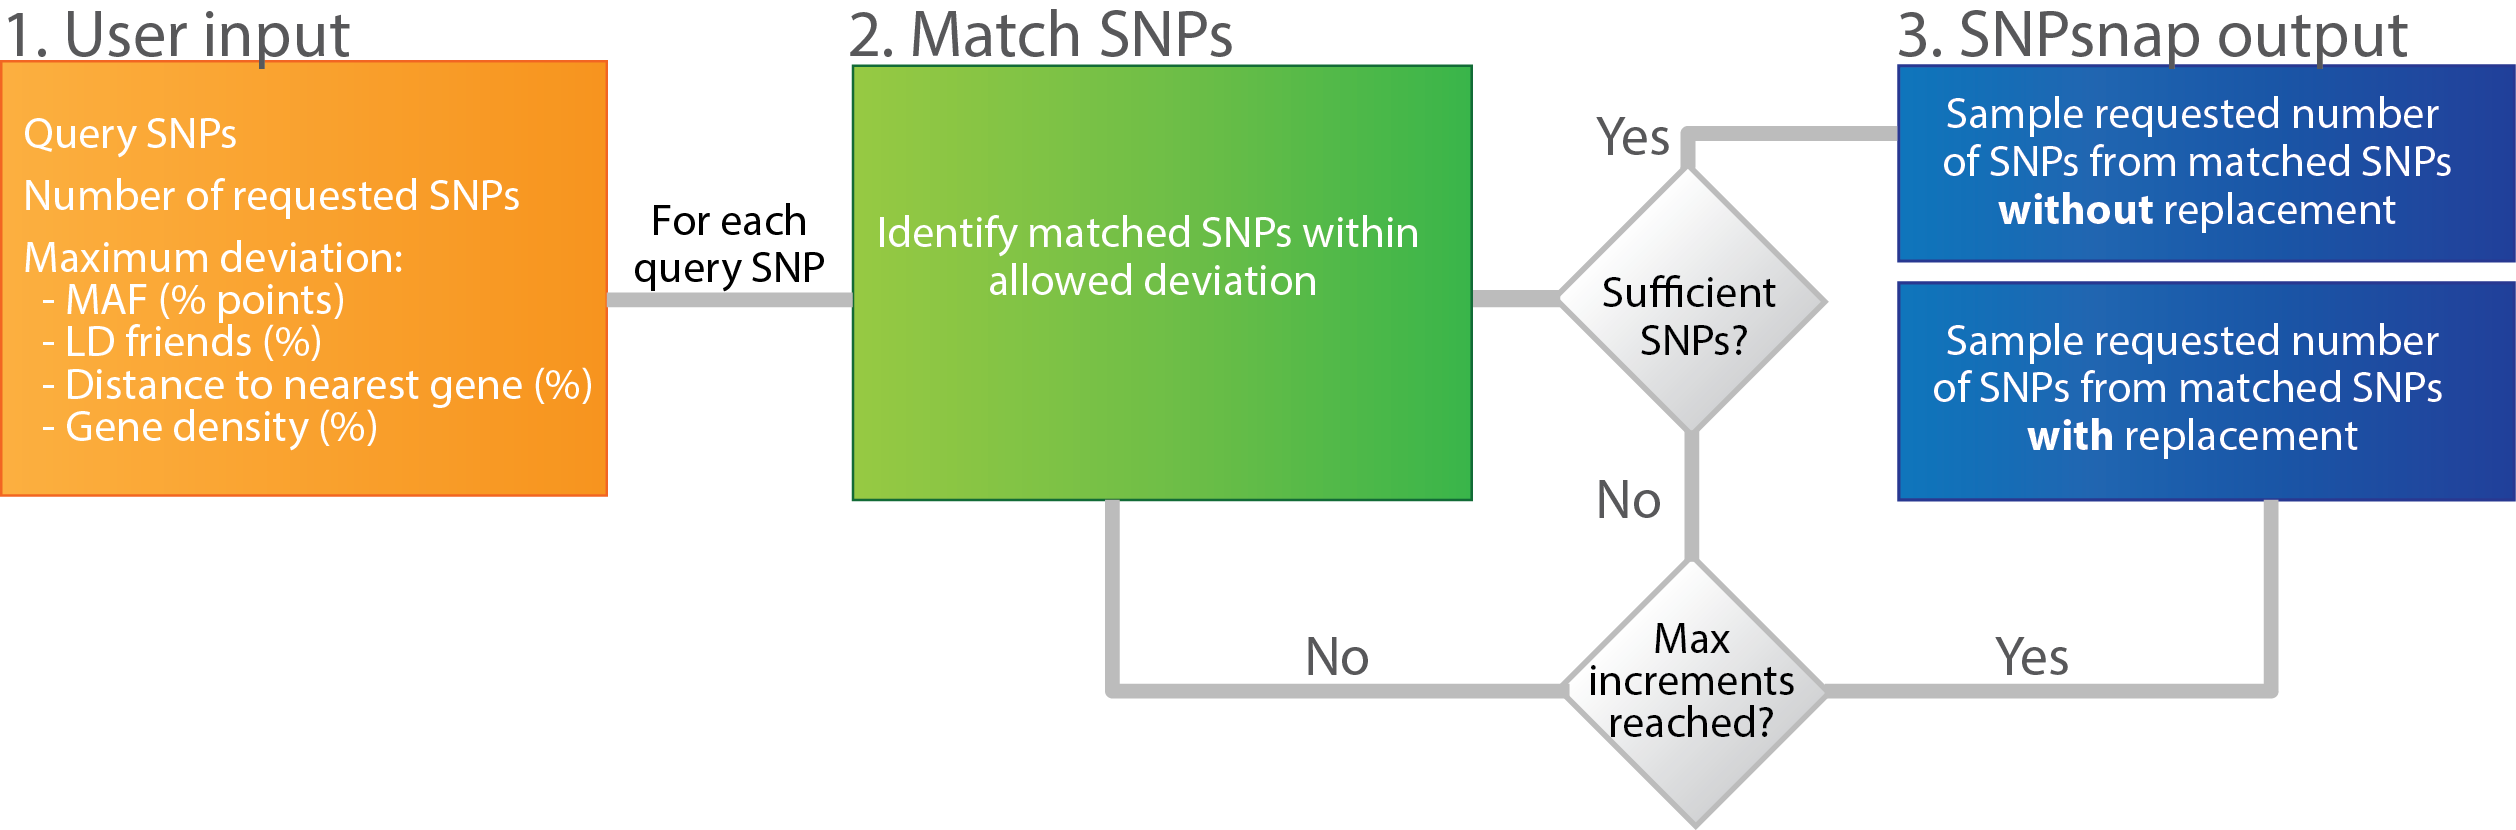 1. User input
Query SNPs
Number of requested SNPs
Maximum deviation:
- MAF (% points)
- LD friends (%)
- Distance to nearest gene (%)
- Gene density (%)
For each
query SNP
2. Match SNPs
Identify matched SNPs within
allowed deviation
Yes
Sufficient
SNPs?
No
Max
increments
reached?
No
Yes
3. SNPsnap output
Sample requested number
of SNPs from matched SNPs
without replacement
Sample requested number
of SNPs from matched SNPs
with replacement